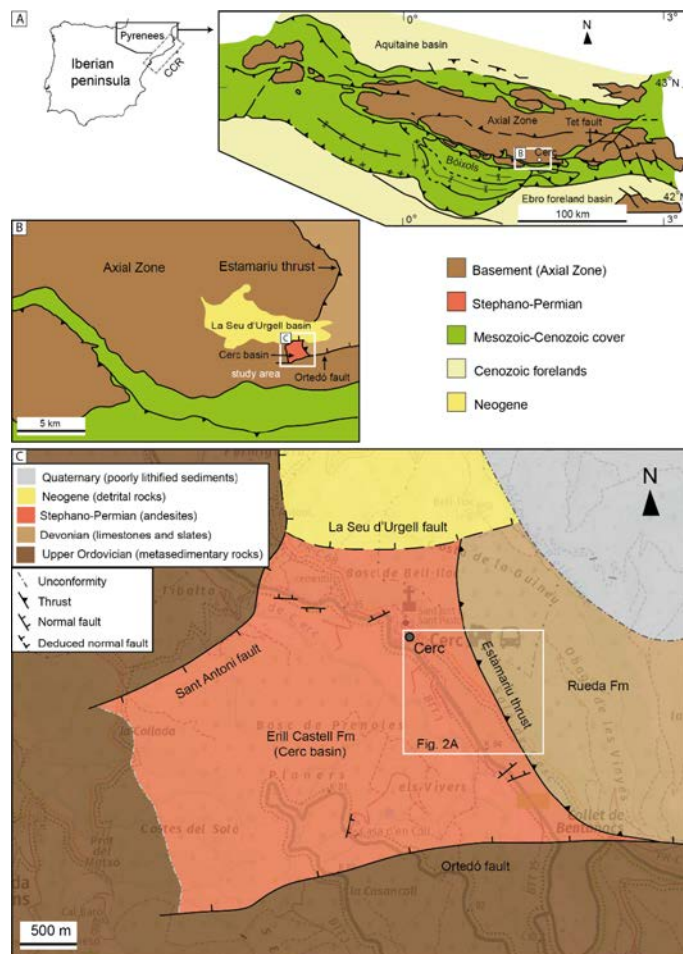 A
Pyrenees
Iberian
peninsula
CCR
0°
3°
N
Aquitaine basin
43°N
Axial Zone
Tet fault
B
Cerc
Bóixols
Ebro foreland basin
42°N
100 km
0°
3°
B
Axial Zone
Estamariu thrust
La Seu d'Urgell basin
C
Cerc basin
study area
Ortedó fault
5 km
Basement (Axial Zone)
Stephano-Permian
Mesozoic-Cenozoic cover
Cenozoic forelands
Neogene
C
Quaternary (poorly lithified sediments)
Neogene (detrital rocks)
Stephano-Permian (andesites)
Devonian (limestones and slates)
Upper Ordovician (metasedimentary rocks)
Unconformity
Thrust
Normal fault
Deduced normal fault
N
La Seu d'Urgell fault
Cerc
Sant Antoni fault
Estamariu thrust
Rueda Fm
Erill Castell Fm
(Cerc basin)
Fig. 2A
els Vivers
Ortedó fault
la Casancoll
500 m